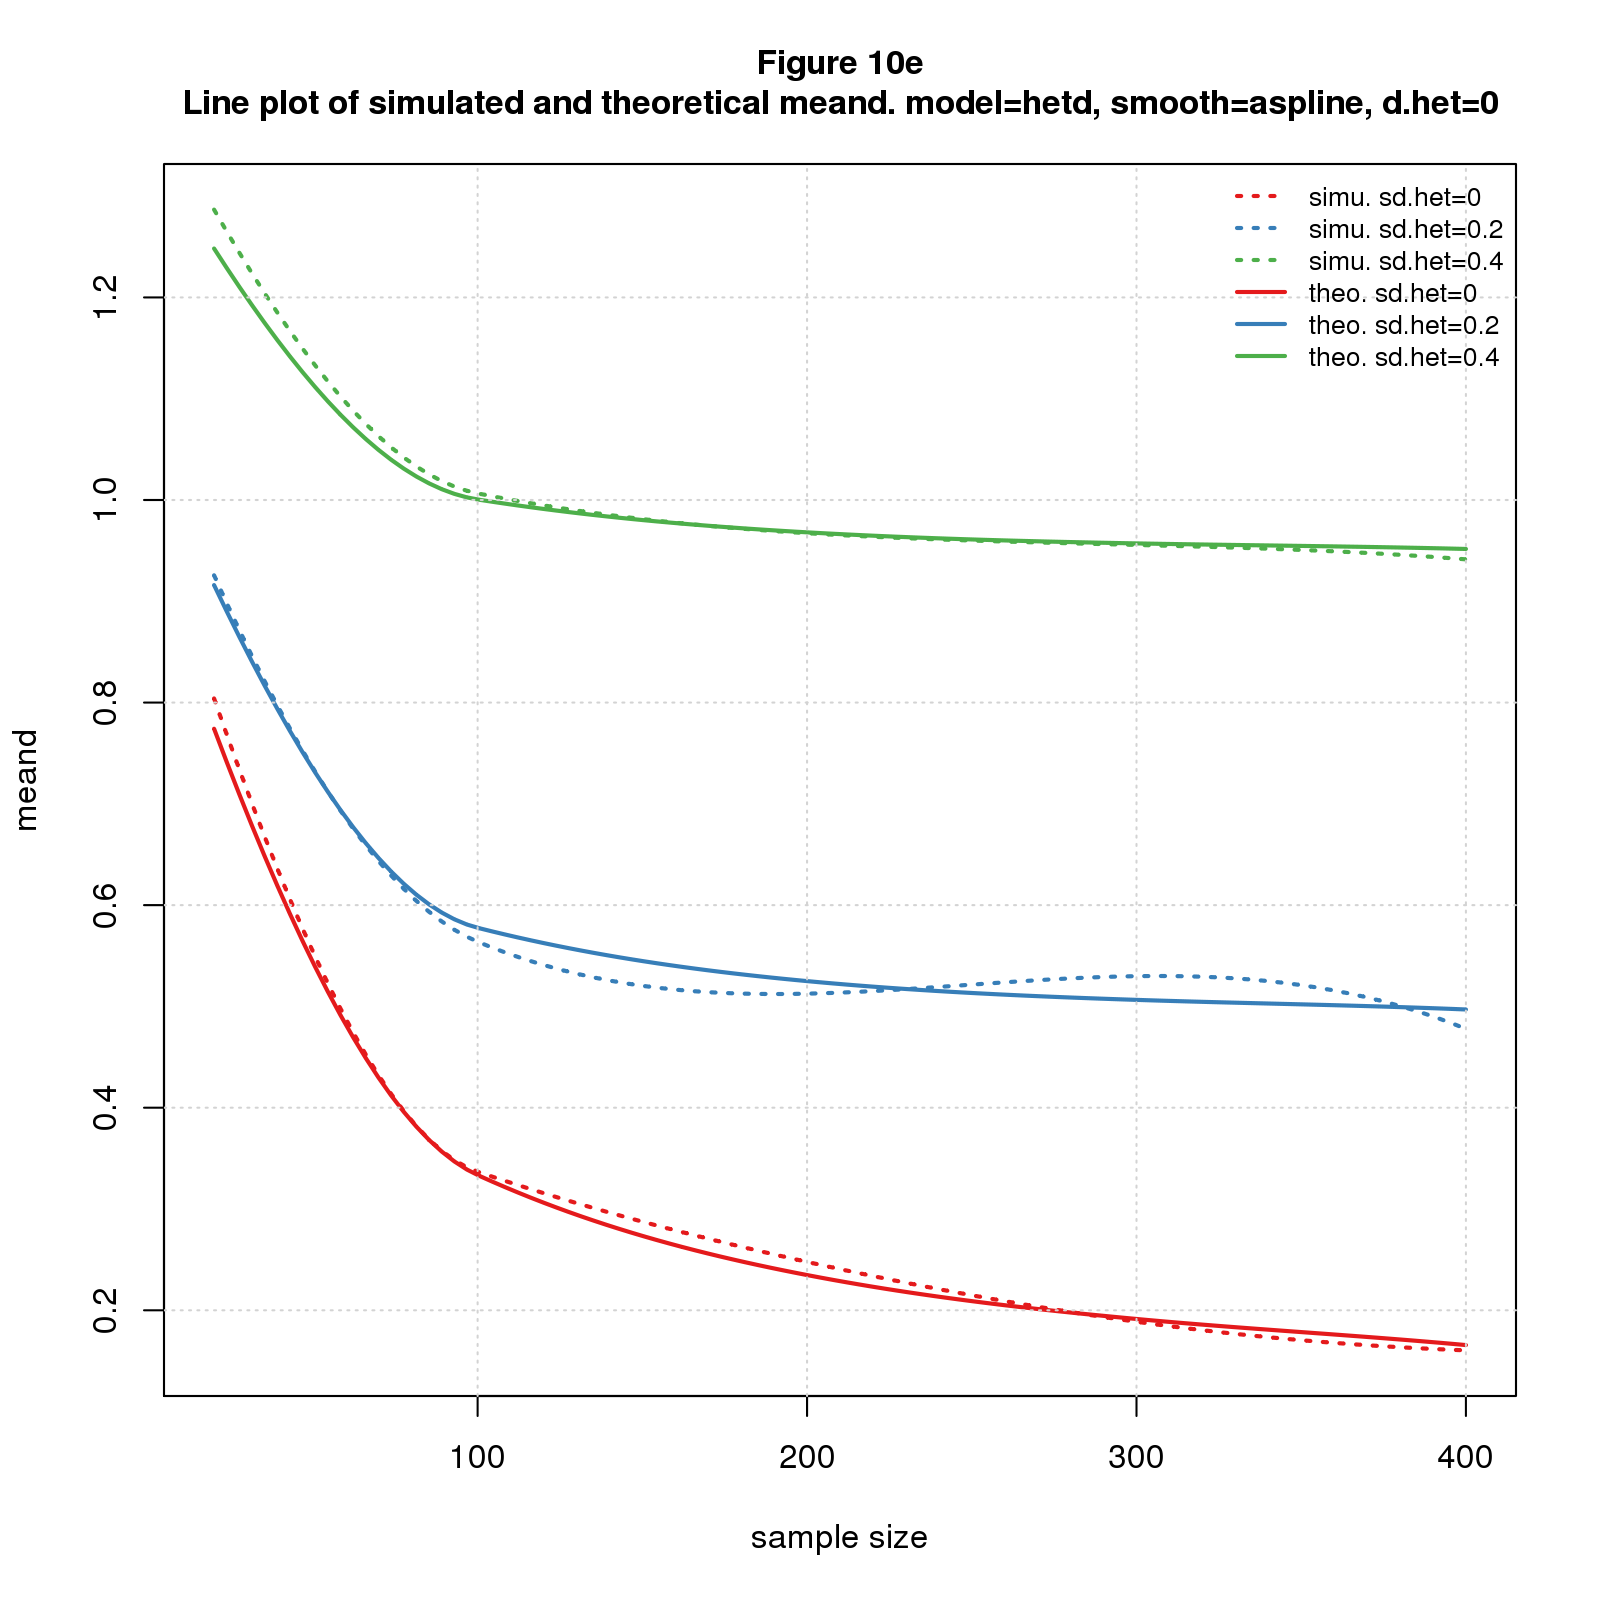 Figure 10e
Line plot of simulated and theoretical meand. model=hetd, smooth=aspline, d.het=0
simu. sd.het=0
simu. sd.het=0.2
simu. sd.het=0.4
theo. sd.het=0
theo. sd.het=0.2
theo. sd.het=0.4
1.2
1.0
0.8
0.6
0.4
0.2
meand
100 200 300 400
sample size